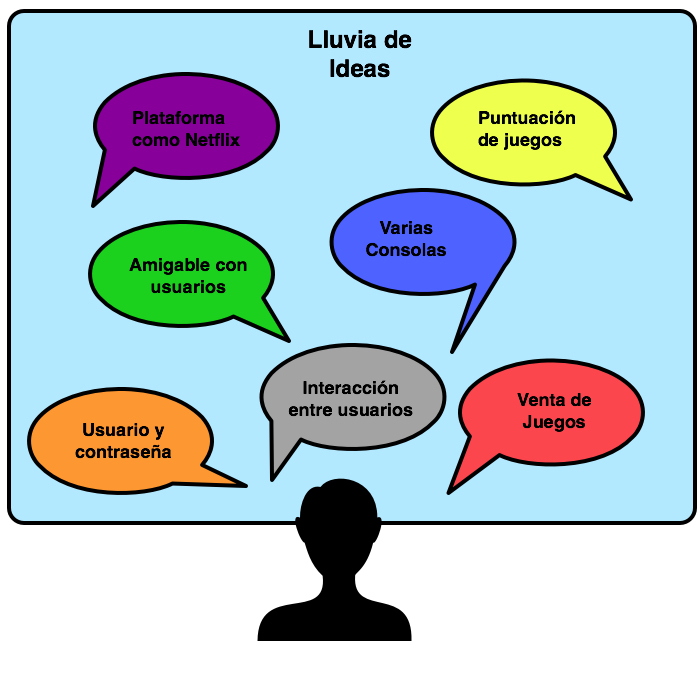 Lluvia de
Ideas
Plataforma
como Netflix
Puntuación
de juegos
Varias
Consolas
Amigable con
usuarios
Interacción
entre usuarios
Venta de
Juegos
Usuario y
contraseña